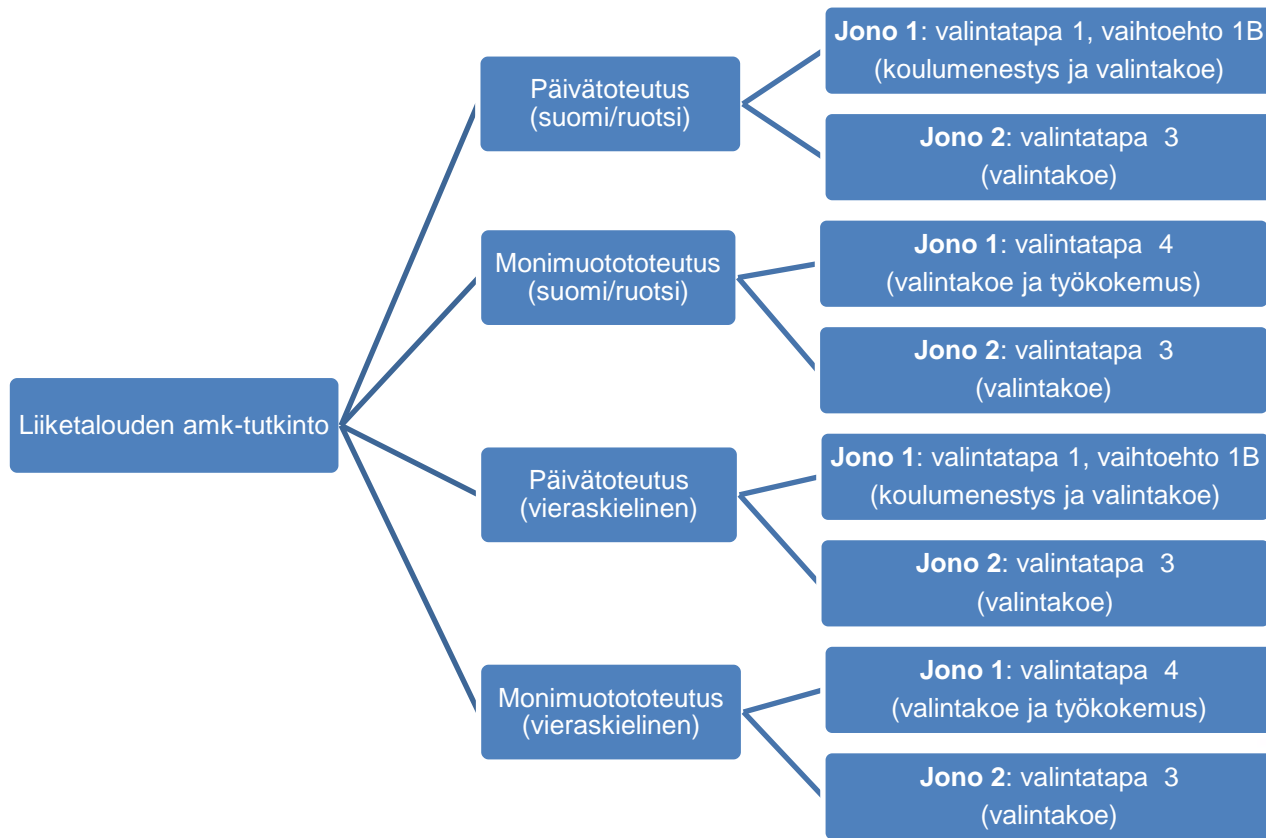 Liiketalouden amk-tutkinto
Päivätoteutus
(suomi/ruotsi)
Jono 1: valintatapa 1, vaihtoehto 1B
(koulumenestys ja valintakoe)
Jono 2: valintatapa 3
(valintakoe)
Monimuotototeutus
(suomi/ruotsi)
Jono 1: valintatapa 4
(valintakoe ja työkokemus)
Jono 2: valintatapa 3
(valintakoe)
Päivätoteutus
(vieraskielinen)
Jono 1: valintatapa 1, vaihtoehto 1B
(koulumenestys ja valintakoe)
Jono 2: valintatapa 3
(valintakoe)
Monimuotototeutus
(vieraskielinen)
Jono 1: valintatapa 4
(valintakoe ja työkokemus)
Jono 2: valintatapa 3
(valintakoe)